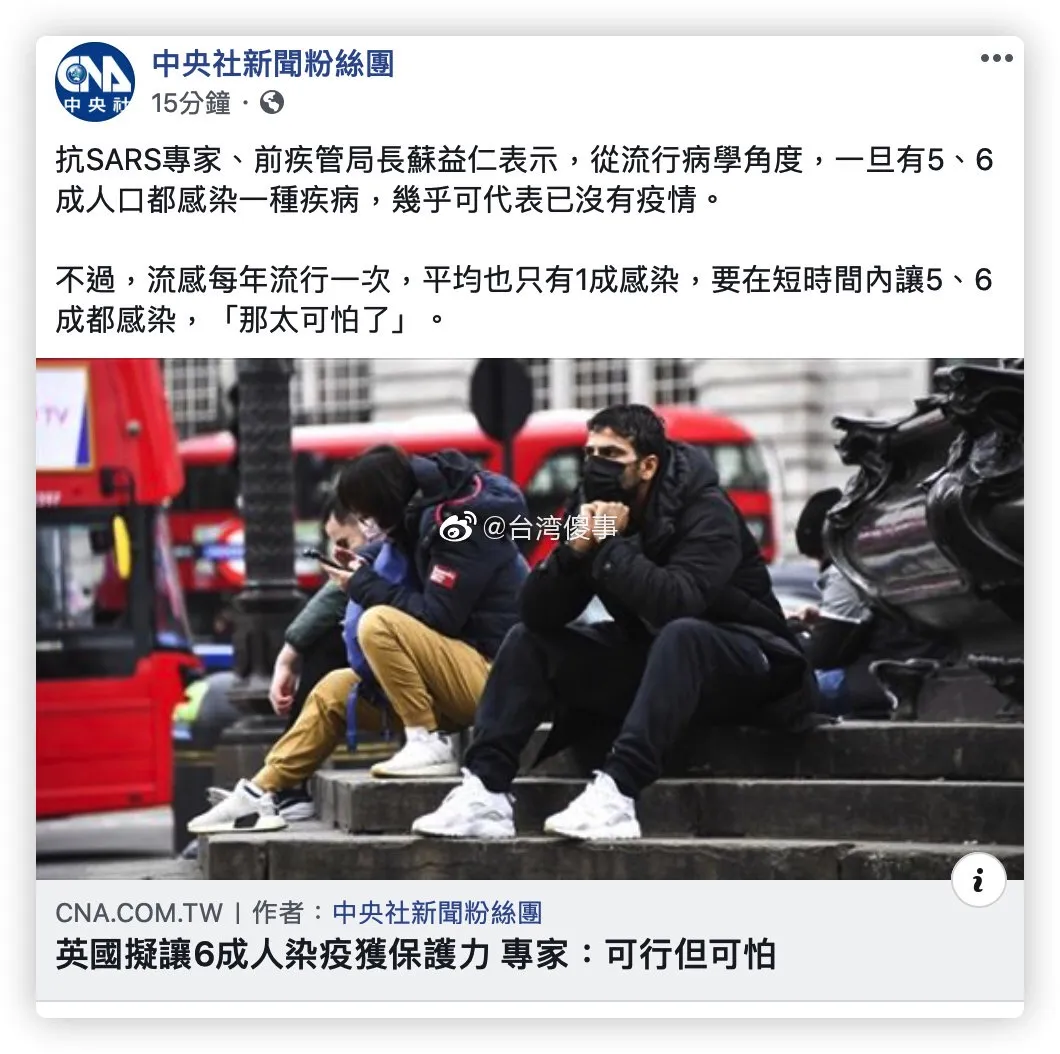 CNA
中央社
中央社新聞粉絲團
15分鐘 ·
抗SARS專家、前疾管局長蘇益仁表示，從流行病學角度，一旦有5、6
成人口都感染一種疾病，幾乎可代表已沒有疫情。
不過，流感每年流行一次，平均也只有1成感染，要在短時間內讓5、6
成都感染，「那太可怕了」。
TV
@台湾傻事
CNA.COM.TW | 作者：中央社新聞粉絲團
英國擬讓6成人染疫獲保護力 專家：可行但可怕